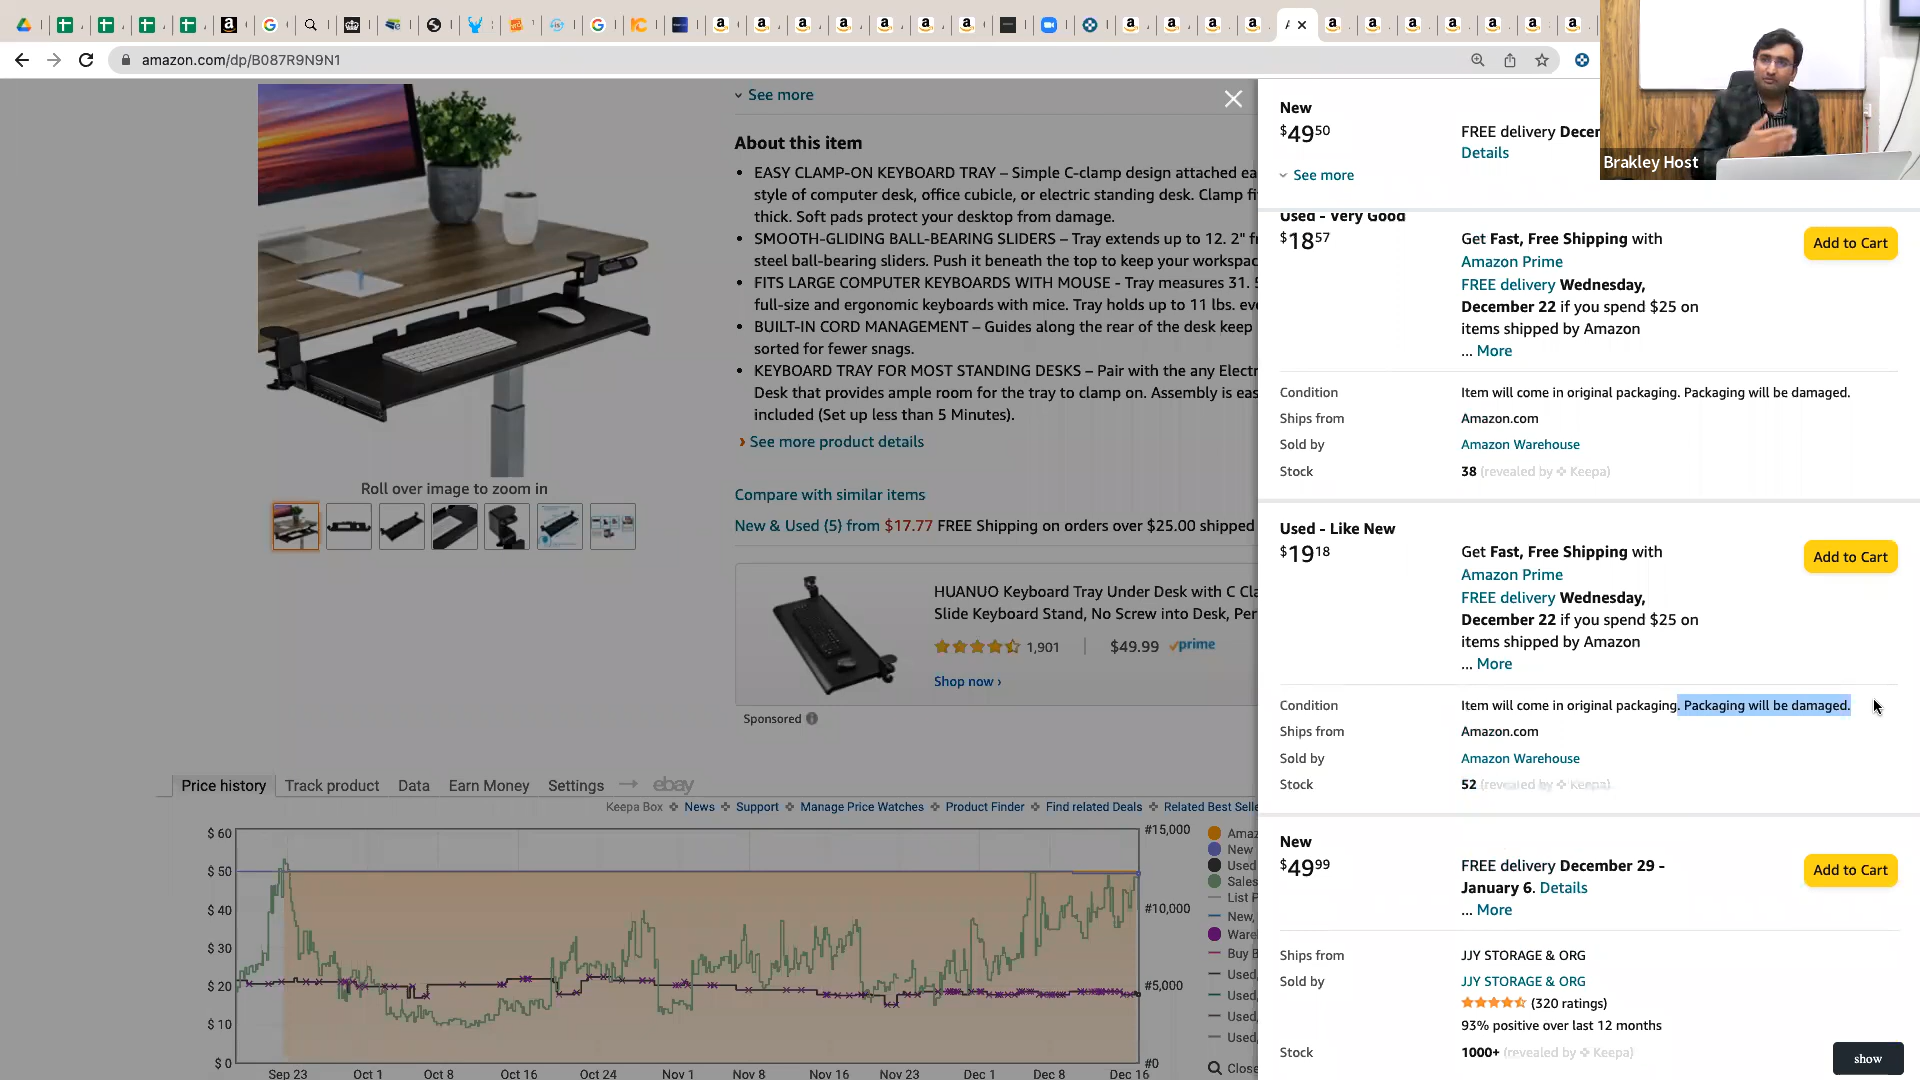 amazon.com/dp/B087R9N9N1
See more
About this item
EASY CLAMP-ON KEYBOARD TRAY – Simple C-clamp design attached ea
style of computer desk, office cubicle, or electric standing desk. Clamp fi
thick. Soft pads protect your desktop from damage.
SMOOTH-GLIDING BALL-BEARING SLIDERS – Tray extends up to 12. 2" f
steel ball-bearing sliders. Push it beneath the top to keep your workspac
FITS LARGE COMPUTER KEYBOARDS WITH MOUSE - Tray measures 31. 5
full-size and ergonomic keyboards with mice. Tray holds up to 11 lbs. ev
BUILT-IN CORD MANAGEMENT – Guides along the rear of the desk keep
sorted for fewer snags.
KEYBOARD TRAY FOR MOST STANDING DESKS – Pair with the any Electr
Desk that provides ample room for the tray to clamp on. Assembly is eas
included (Set up less than 5 Minutes).
See more product details
Roll over image to zoom in
Compare with similar items
New & Used (5) from $17.77 FREE Shipping on orders over $25.00 shipped
HUANUO Keyboard Tray Under Desk with C Cla
Slide Keyboard Stand, No Screw into Desk, Per
1,901 | $49.99 prime
Shop now ›
Sponsored
Price history Track product Data Earn Money Settings ebay
Keepa Box News Support Manage Price Watches Product Finder Find related Deals Related Best Selle
$ 60
$ 50
$ 40
$ 30
$ 20
$ 10
$ 0
#15,000
#10,000
#5,000
#0
Sep 23 Oct 1 Oct 8 Oct 16 Oct 24 Nov 1 Nov 8 Nov 16 Nov 23 Dec 1 Dec 8 Dec 16
Amaz
New
Used
Sales
List P
New,
Ware
Buy B
Used,
Used,
Used,
Used,
Close
New
$49 50
FREE delivery Decer
Details
See more
Brakley Host
Used - Very Good
$18 57
Get Fast, Free Shipping with
Amazon Prime
FREE delivery Wednesday,
December 22 if you spend $25 on
items shipped by Amazon
... More
Add to Cart
Condition Item will come in original packaging. Packaging will be damaged.
Ships from Amazon.com
Sold by Amazon Warehouse
Stock 38 (revealed by Keepa)
Used - Like New
$19 18
Get Fast, Free Shipping with
Amazon Prime
FREE delivery Wednesday,
December 22 if you spend $25 on
items shipped by Amazon
... More
Add to Cart
Condition Item will come in original packaging. Packaging will be damaged.
Ships from Amazon.com
Sold by Amazon Warehouse
Stock 52 (revealed by Keepa)
New
$49 99
FREE delivery December 29 -
January 6. Details
... More
Add to Cart
Ships from JJY STORAGE & ORG
Sold by JJY STORAGE & ORG
(320 ratings)
93% positive over last 12 months
Stock 1000+ (revealed by Keepa)
show